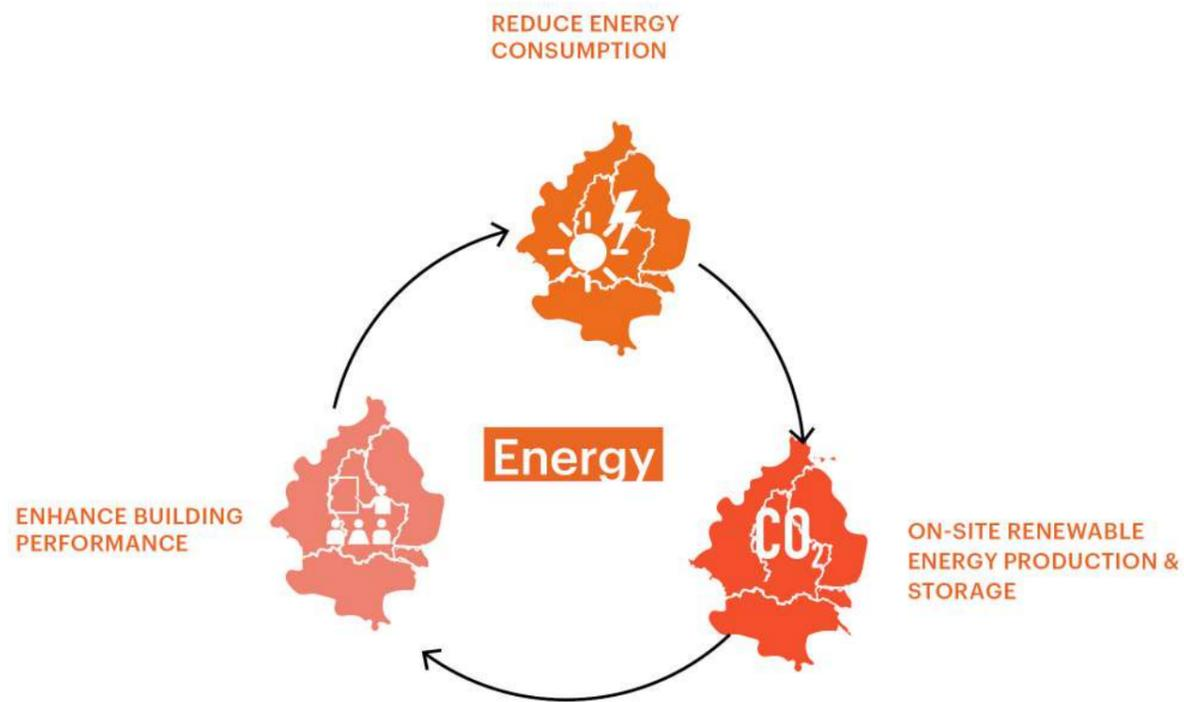 REDUCE ENERGY
CONSUMPTION
Energy
CO2
ENHANCE BUILDING
PERFORMANCE
ON-SITE RENEWABLE
ENERGY PRODUCTION &
STORAGE